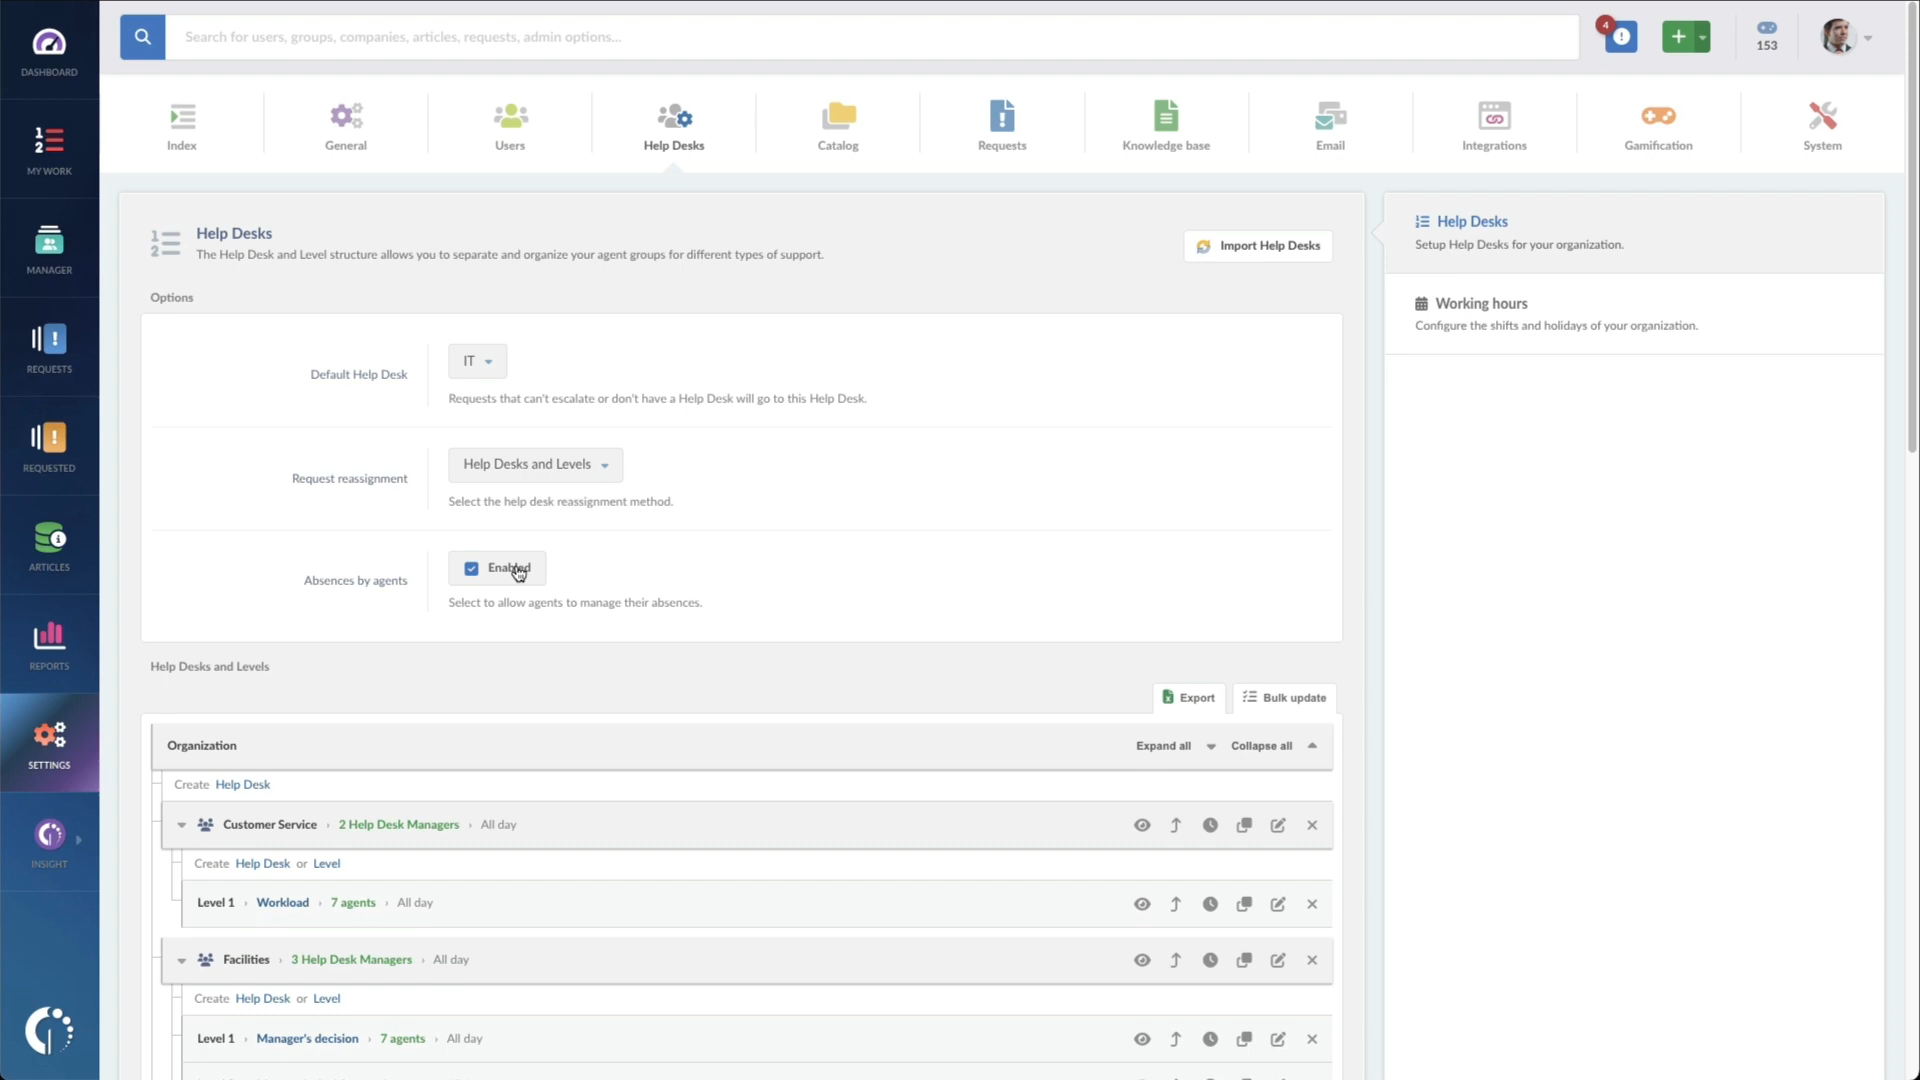 Search for users, groups, companies, articles, requests, admin options...
4
153
DASHBOARD
MY WORK
MANAGER
REQUESTS
REQUESTED
ARTICLES
REPORTS
SETTINGS
INSIGHT
Index
General
Users
Help Desks
Catalog
Requests
Knowledge base
Email
Integrations
Gamification
System
Help Desks
The Help Desk and Level structure allows you to separate and organize your agent groups for different types of support.
Import Help Desks
Options
Default Help Desk
IT
Requests that can't escalate or don't have a Help Desk will go to this Help Desk.
Request reassignment
Help Desks and Levels
Select the help desk reassignment method.
Absences by agents
Enabled
Select to allow agents to manage their absences.
Help Desks and Levels
Export
Bulk update
Organization
Expand all
Collapse all
Create Help Desk
Customer Service › 2 Help Desk Managers › All day
Create Help Desk or Level
Level 1 › Workload › 7 agents › All day
Facilities › 3 Help Desk Managers › All day
Create Help Desk or Level
Level 1 › Manager's decision › 7 agents › All day
Help Desks
Setup Help Desks for your organization.
Working hours
Configure the shifts and holidays of your organization.